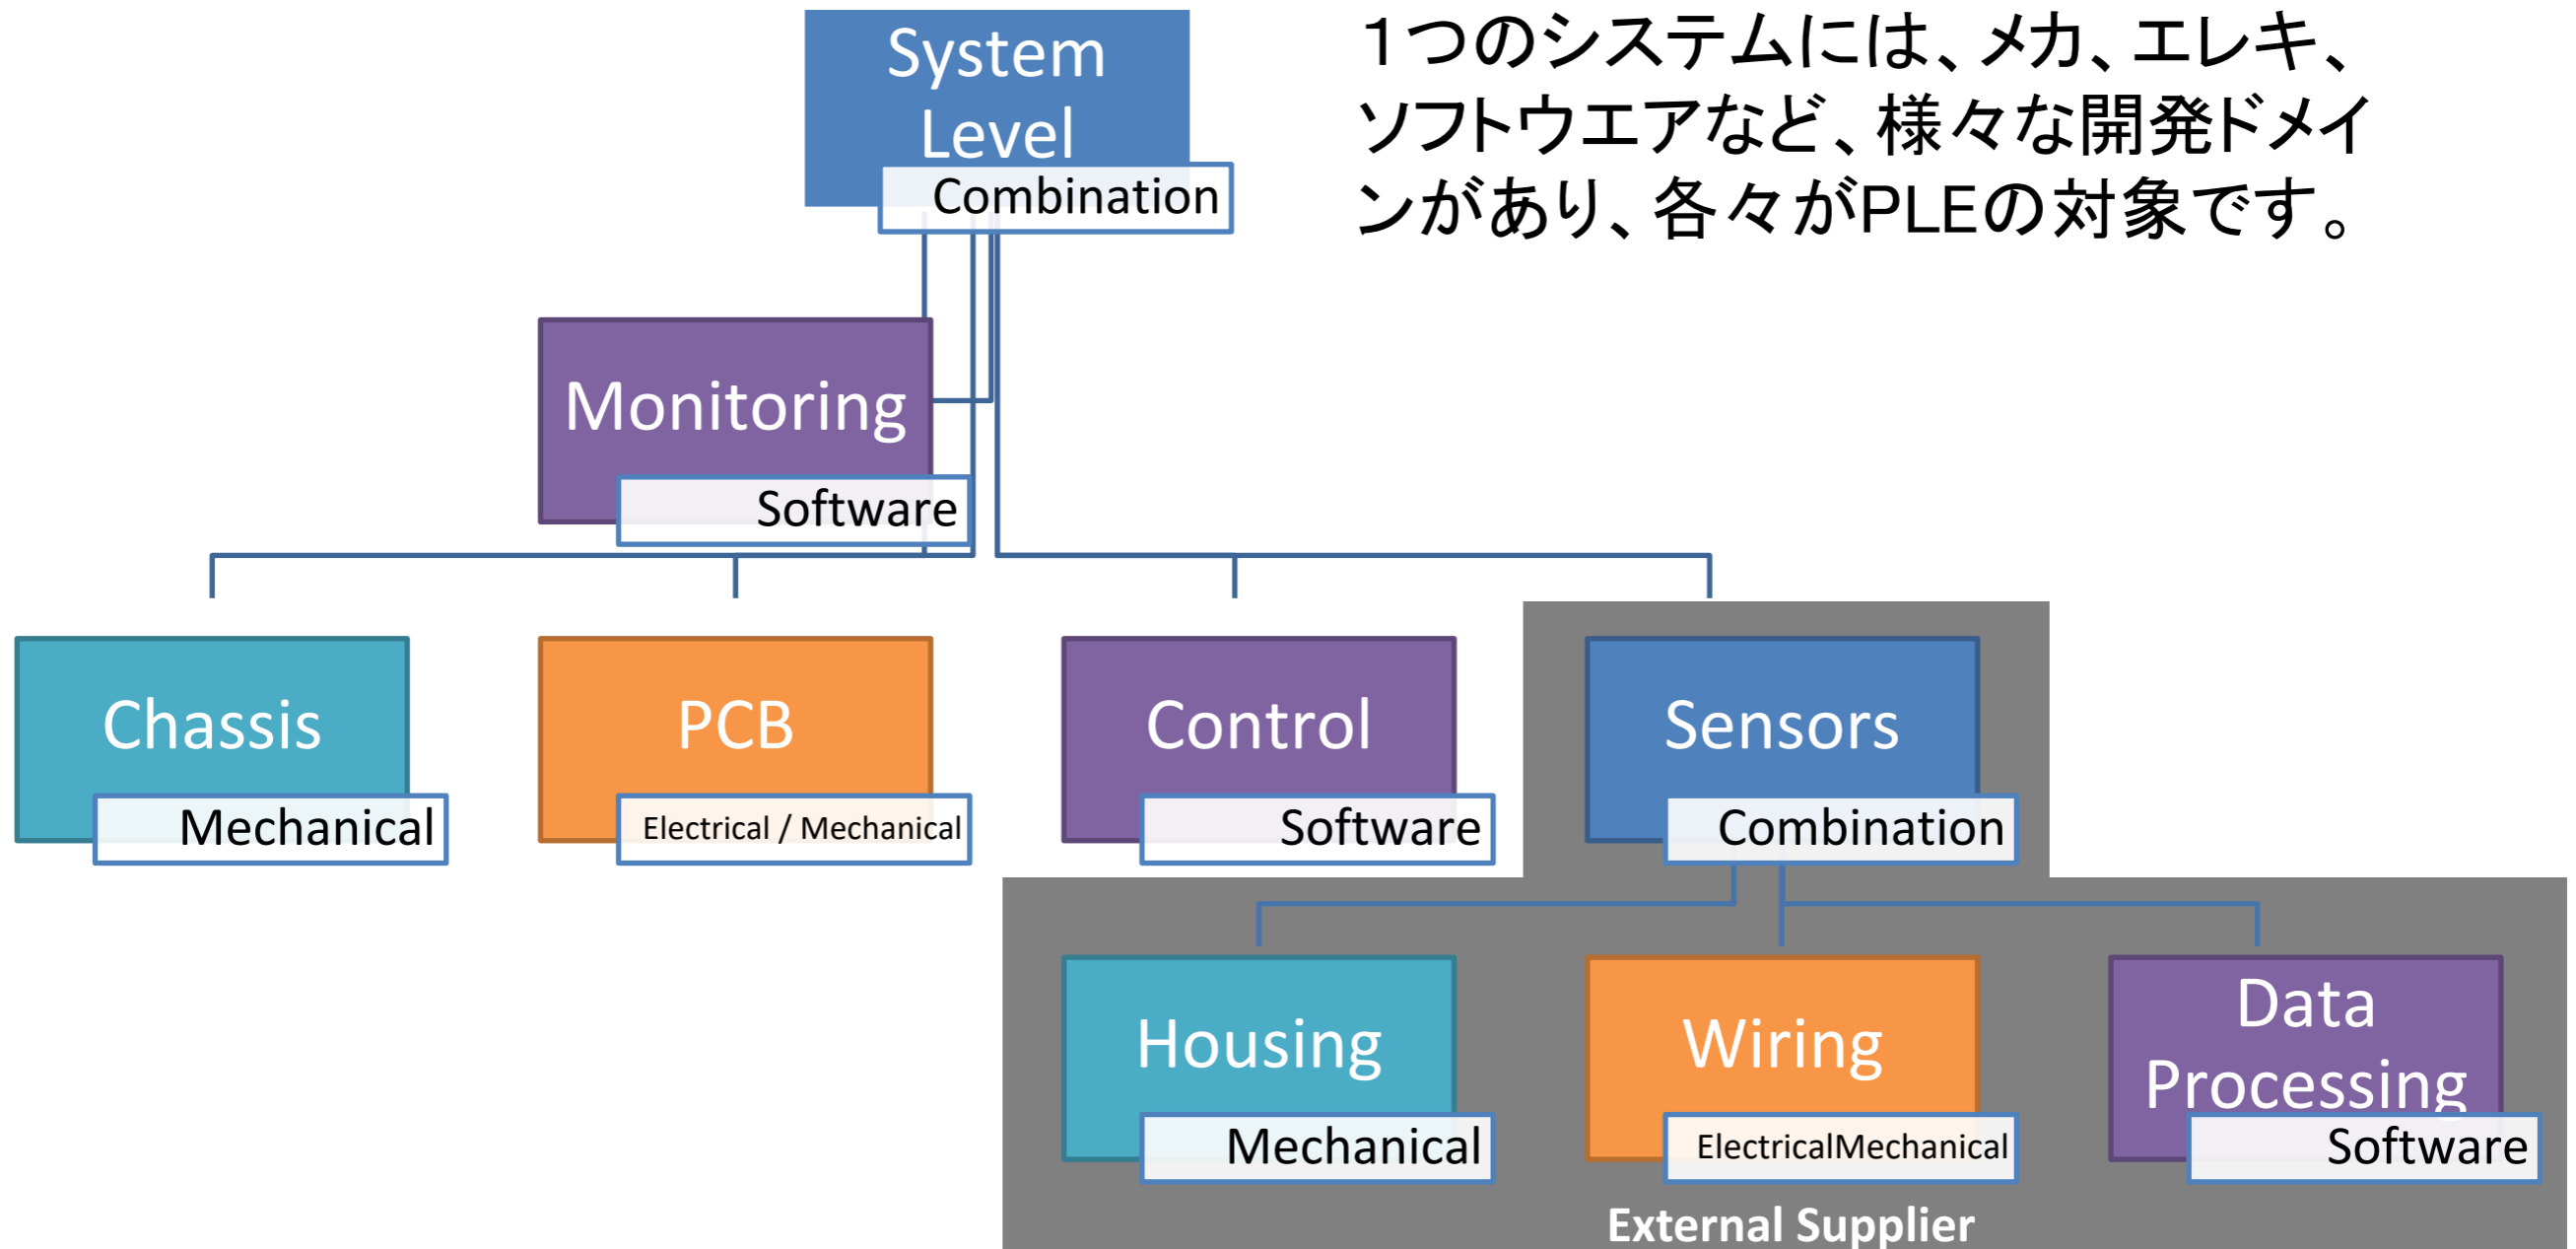 System
Level
Combination
1つのシステムには、メカ、エレキ、
ソフトウエアなど、様々な開発ドメイ
ンがあり、各々がPLEの対象です。
Monitoring
Software
Chassis
Mechanical
PCB
Electrical / Mechanical
Control
Software
Sensors
Combination
Housing
Mechanical
Wiring
ElectricalMechanical
Data
Processing
Software
External Supplier